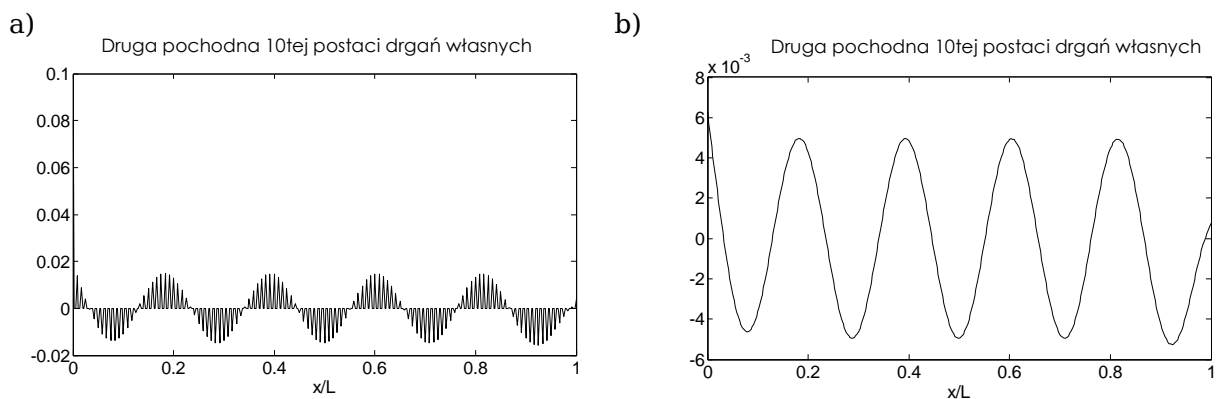 a)
Druga pochodna 10tej postaci drgań własnych
0.1
0.08
0.06
0.04
0.02
0
-0.02
0 0.2 0.4 0.6 0.8 1
x/L
b)
Druga pochodna 10tej postaci drgań własnych
x 10-3
8
6
4
2
0
-2
-4
-6
0 0.2 0.4 0.6 0.8 1
x/L